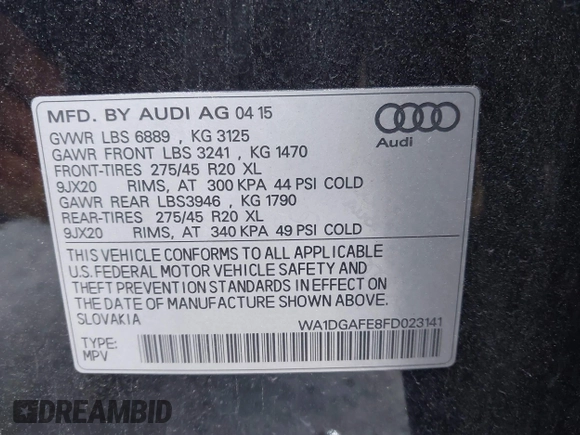 MFD. BY AUDI AG 04 15
GVWR LBS 6889 , KG 3125
GAWR FRONT LBS 3241 , KG 1470
FRONT-TIRES 275/45 R20 XL
9JX20 RIMS, AT 300 KPA 44 PSI COLD
GAWR REAR LBS3946 , KG 1790
REAR-TIRES 275/45 R20 XL
9JX20 RIMS, AT 340 KPA 49 PSI COLD
Audi
THIS VEHICLE CONFORMS TO ALL APPLICABLE
U.S. FEDERAL MOTOR VEHICLE SAFETY AND
THEFT PREVENTION STANDARDS IN EFFECT ON
THE DATE OF MANUFACTURE SHOWN ABOVE.
SLOVAKIA WA1DGAFE8FD023141
TYPE:
MPV
DREAMBID